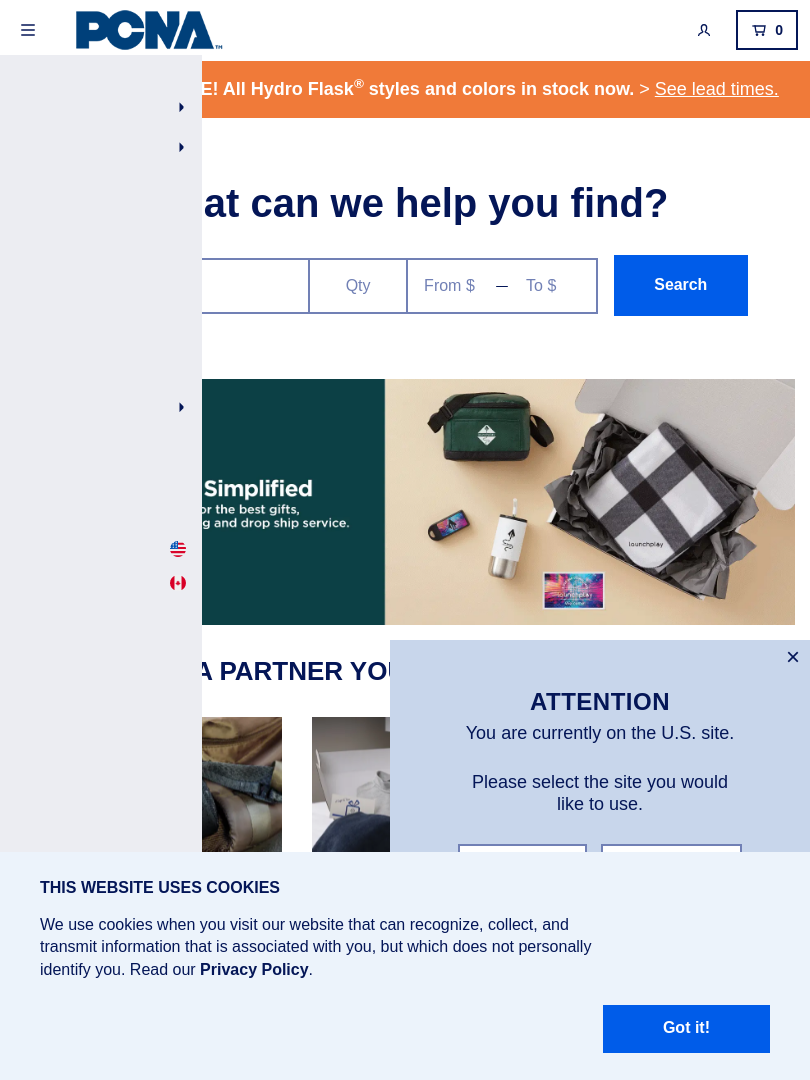 PCNA™
0
E! All Hydro Flask® styles and colors in stock now. > See lead times.
at can we help you find?
Qty
From $ — To $
Search
Simplified
or the best gifts,
g and drop ship service.
launchplay
launchplay
A PARTNER YOU
×
ATTENTION
You are currently on the U.S. site.
Please select the site you would
like to use.
THIS WEBSITE USES COOKIES
We use cookies when you visit our website that can recognize, collect, and
transmit information that is associated with you, but which does not personally
identify you. Read our Privacy Policy.
Got it!